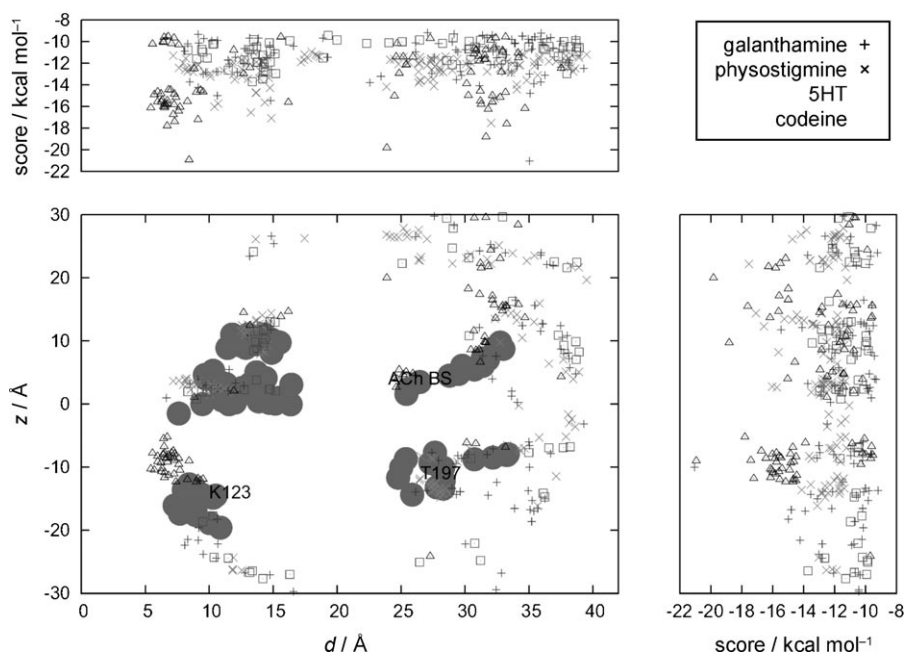 score / kcal mol⁻¹
-8
-9
-10
-12
-14
-16
-18
-20
-22
galanthamine +
physostigmine ×
5HT
codeine
z / Å
30
20
10
0
-10
-20
-30
ACh BS
T197
K123
0 5 10 15 20 25 30 35 40
d / Å
-22 -20 -18 -16 -14 -12 -10 -9 -8
score / kcal mol⁻¹